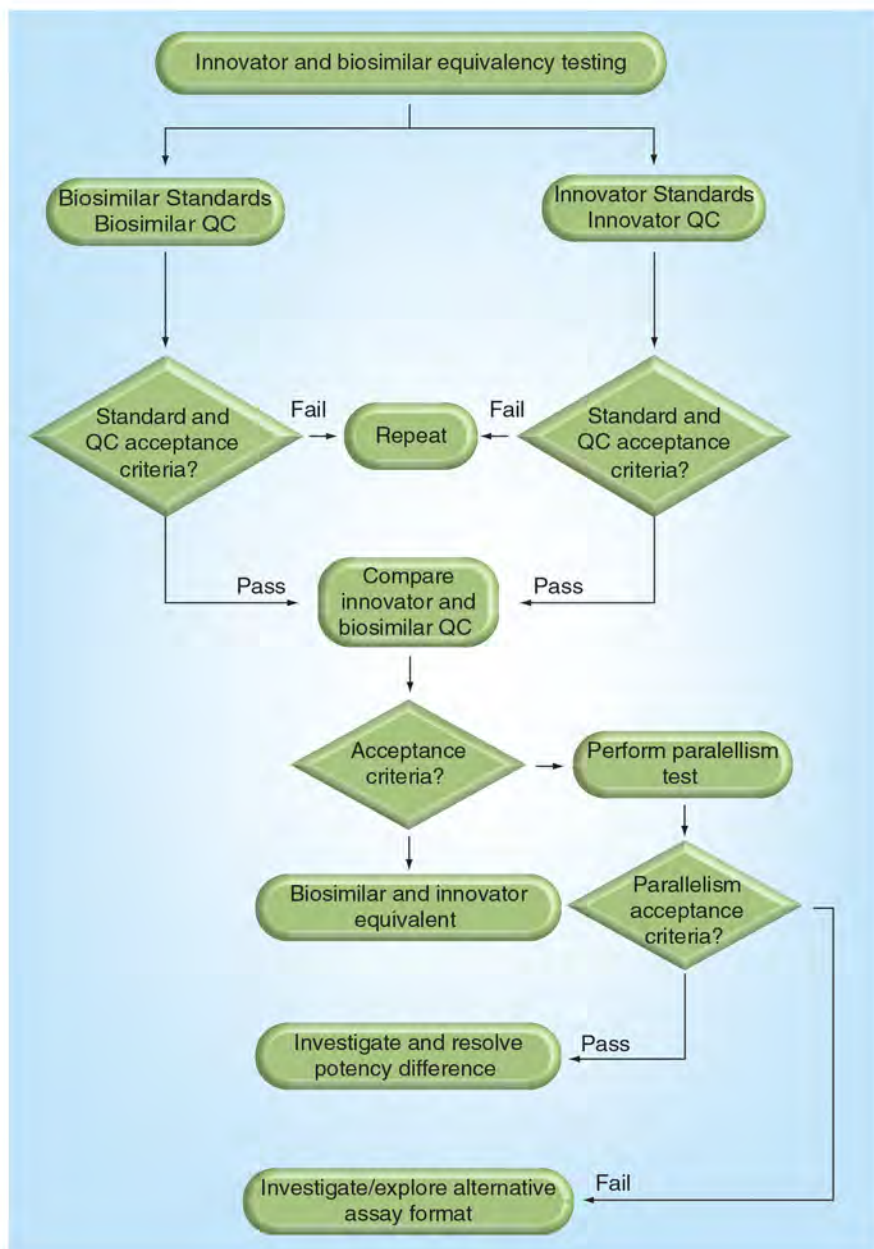 Innovator and biosimilar equivalency testing
Biosimilar Standards
Biosimilar QC
Innovator Standards
Innovator QC
Standard and
QC acceptance
criteria?
Fail
Repeat
Fail
Standard and
QC acceptance
criteria?
Pass
Compare
innovator and
biosimilar QC
Pass
Acceptance
criteria?
Perform paralellism
test
Biosimilar and innovator
equivalent
Parallelism
acceptance
criteria?
Investigate and resolve
potency difference
Pass
Investigate/explore alternative
assay format
Fail